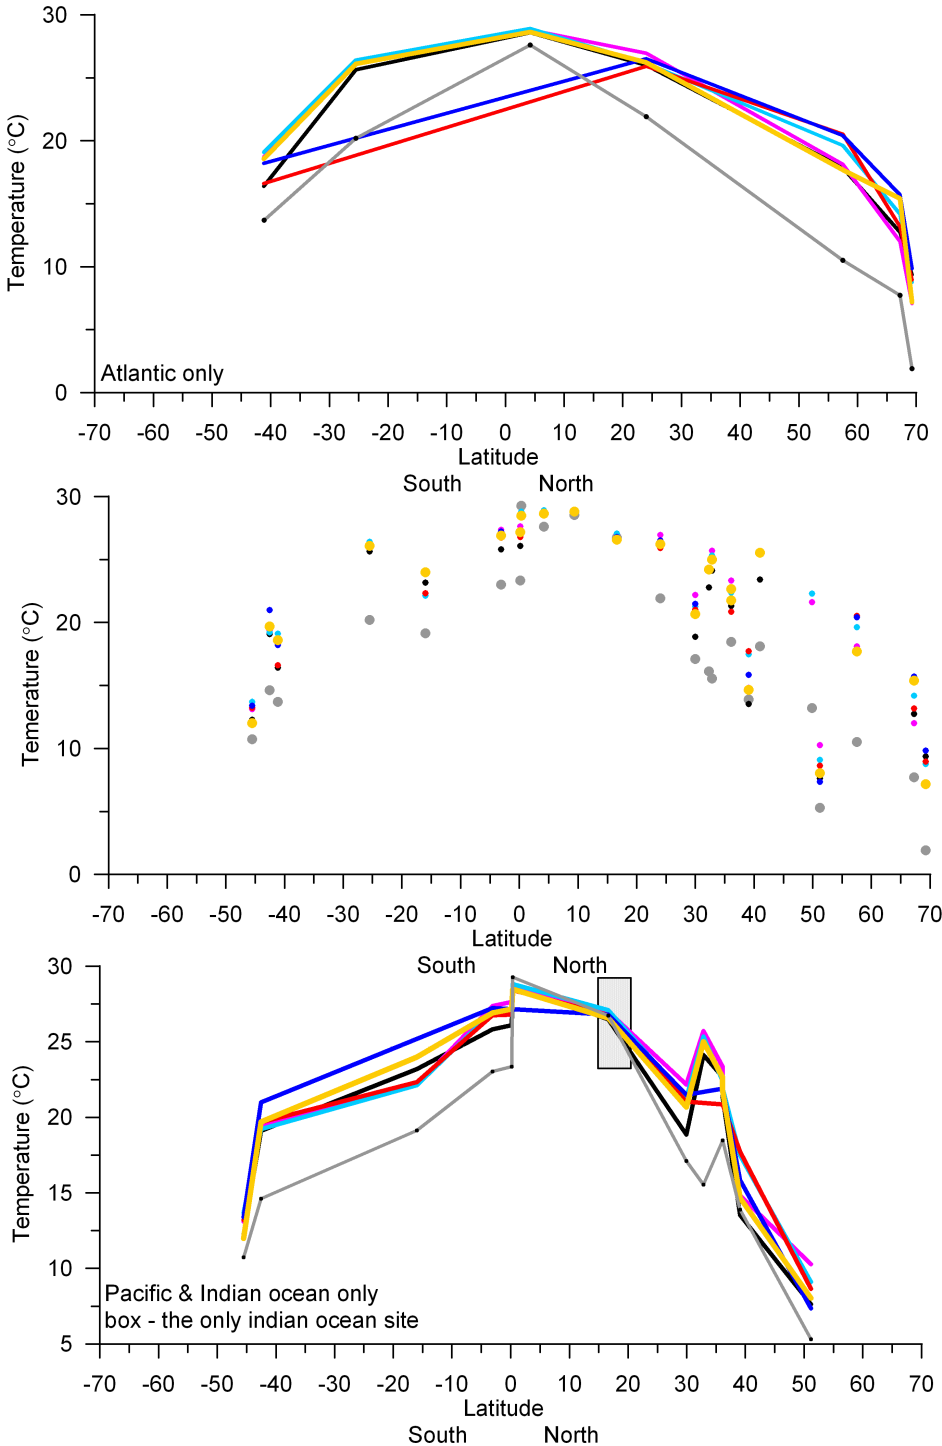 30
20
10
0
Temperature (°C)
Atlantic only
-70 -60 -50 -40 -30 -20 -10 0 10 20 30 40 50 60 70
Latitude
South North
30
20
10
0
Temerature (°C)
-70 -60 -50 -40 -30 -20 -10 0 10 20 30 40 50 60 70
Latitude
South North
30
25
20
15
10
5
Temperature (°C)
Pacific & Indian ocean only
box - the only indian ocean site
-70 -60 -50 -40 -30 -20 -10 0 10 20 30 40 50 60 70
Latitude
South North